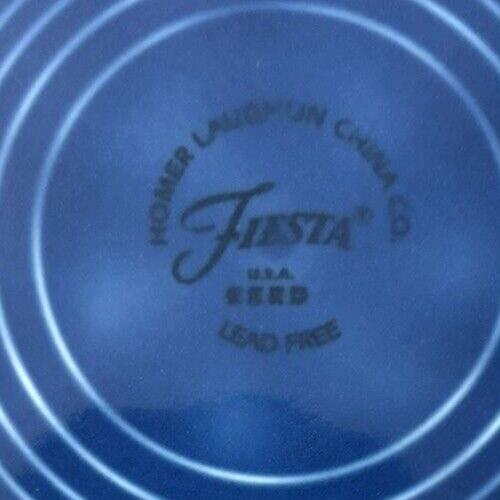 HOMER LAUGHLIN CHINA CO.
FIESTA®
U.S.A.
LEAD FREE